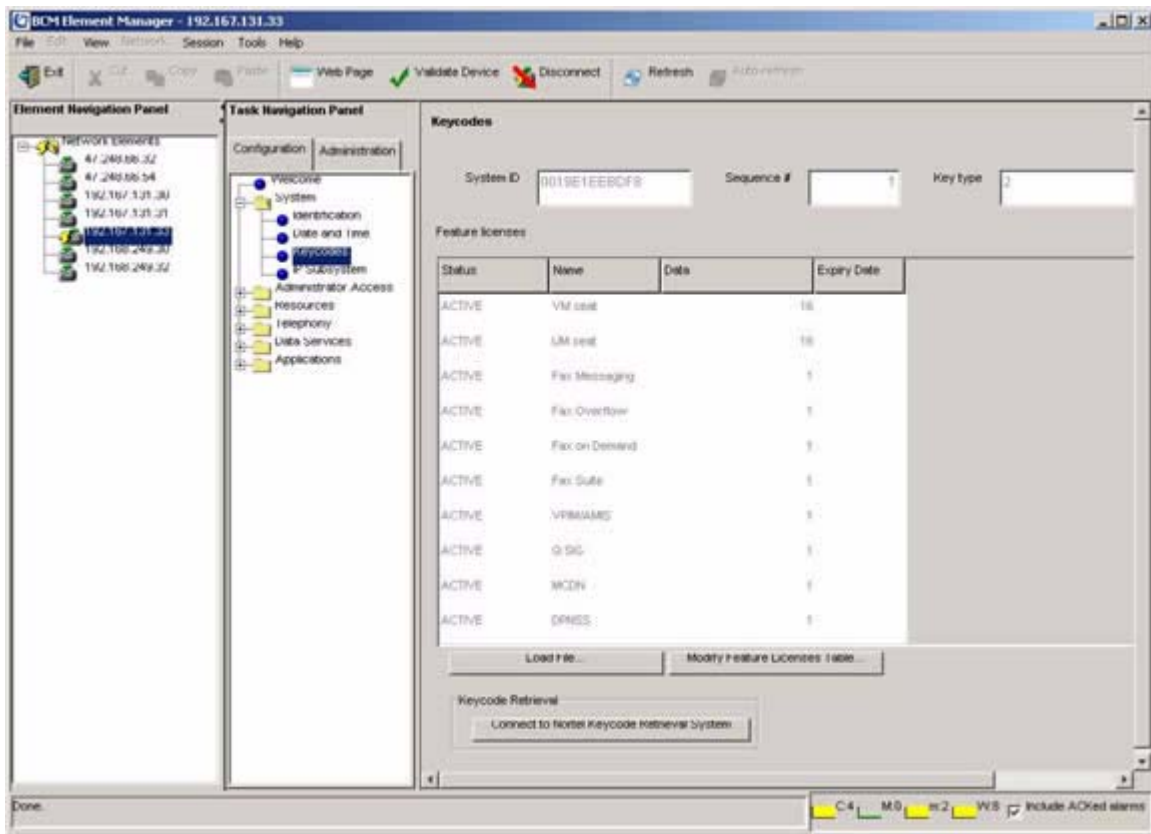 BCM Element Manager - 192.167.131.33
File Edit View Network Session Tools Help
Exit Cut Copy Paste Web Page Validate Device Disconnect Refresh Auto-refresh
Element Navigation Panel
Network Elements
47.248.66.32
47.248.66.54
192.167.131.30
192.167.131.31
192.167.131.33
192.168.249.30
192.168.249.32
Task Navigation Panel
Configuration Administration
Welcome
System
Identification
Date and Time
Keycodes
IP Subsystem
Administrator Access
Resources
Telephony
Data Services
Applications
Keycodes
System ID 0019E1EEBDF8 Sequence # 1 Key type 2
Feature licenses
Status Name Data Expiry Date
ACTIVE VM seat 16
ACTIVE UM seat 16
ACTIVE Fax Messaging 1
ACTIVE Fax Overflow 1
ACTIVE Fax on Demand 1
ACTIVE Fax Suite 1
ACTIVE VPIM/AMIS 1
ACTIVE Q.SIG 1
ACTIVE MCDN 1
ACTIVE DPNSS 1
Load File... Modify Feature Licenses Table...
Keycode Retrieval
Connect to Nortel Keycode Retrieval System
Done. C:4 M:0 m:2 W:8 Include ACKed alarms